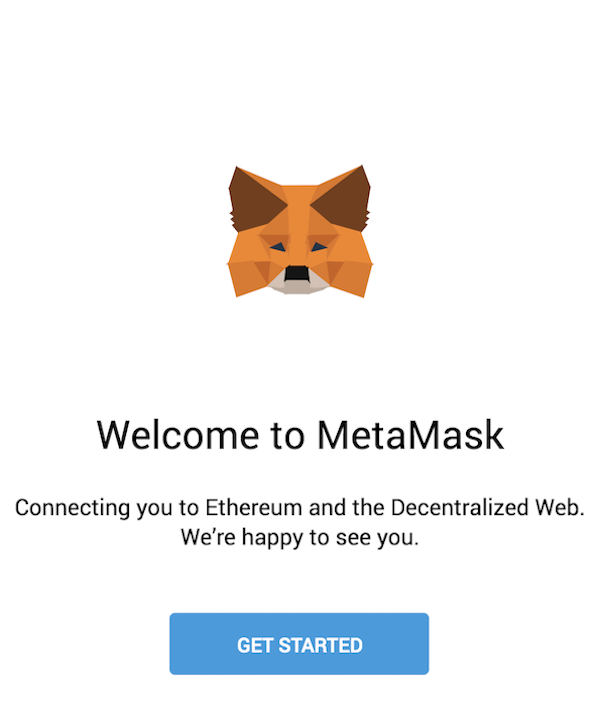 Welcome to MetaMask
Connecting you to Ethereum and the Decentralized Web.
We’re happy to see you.
GET STARTED